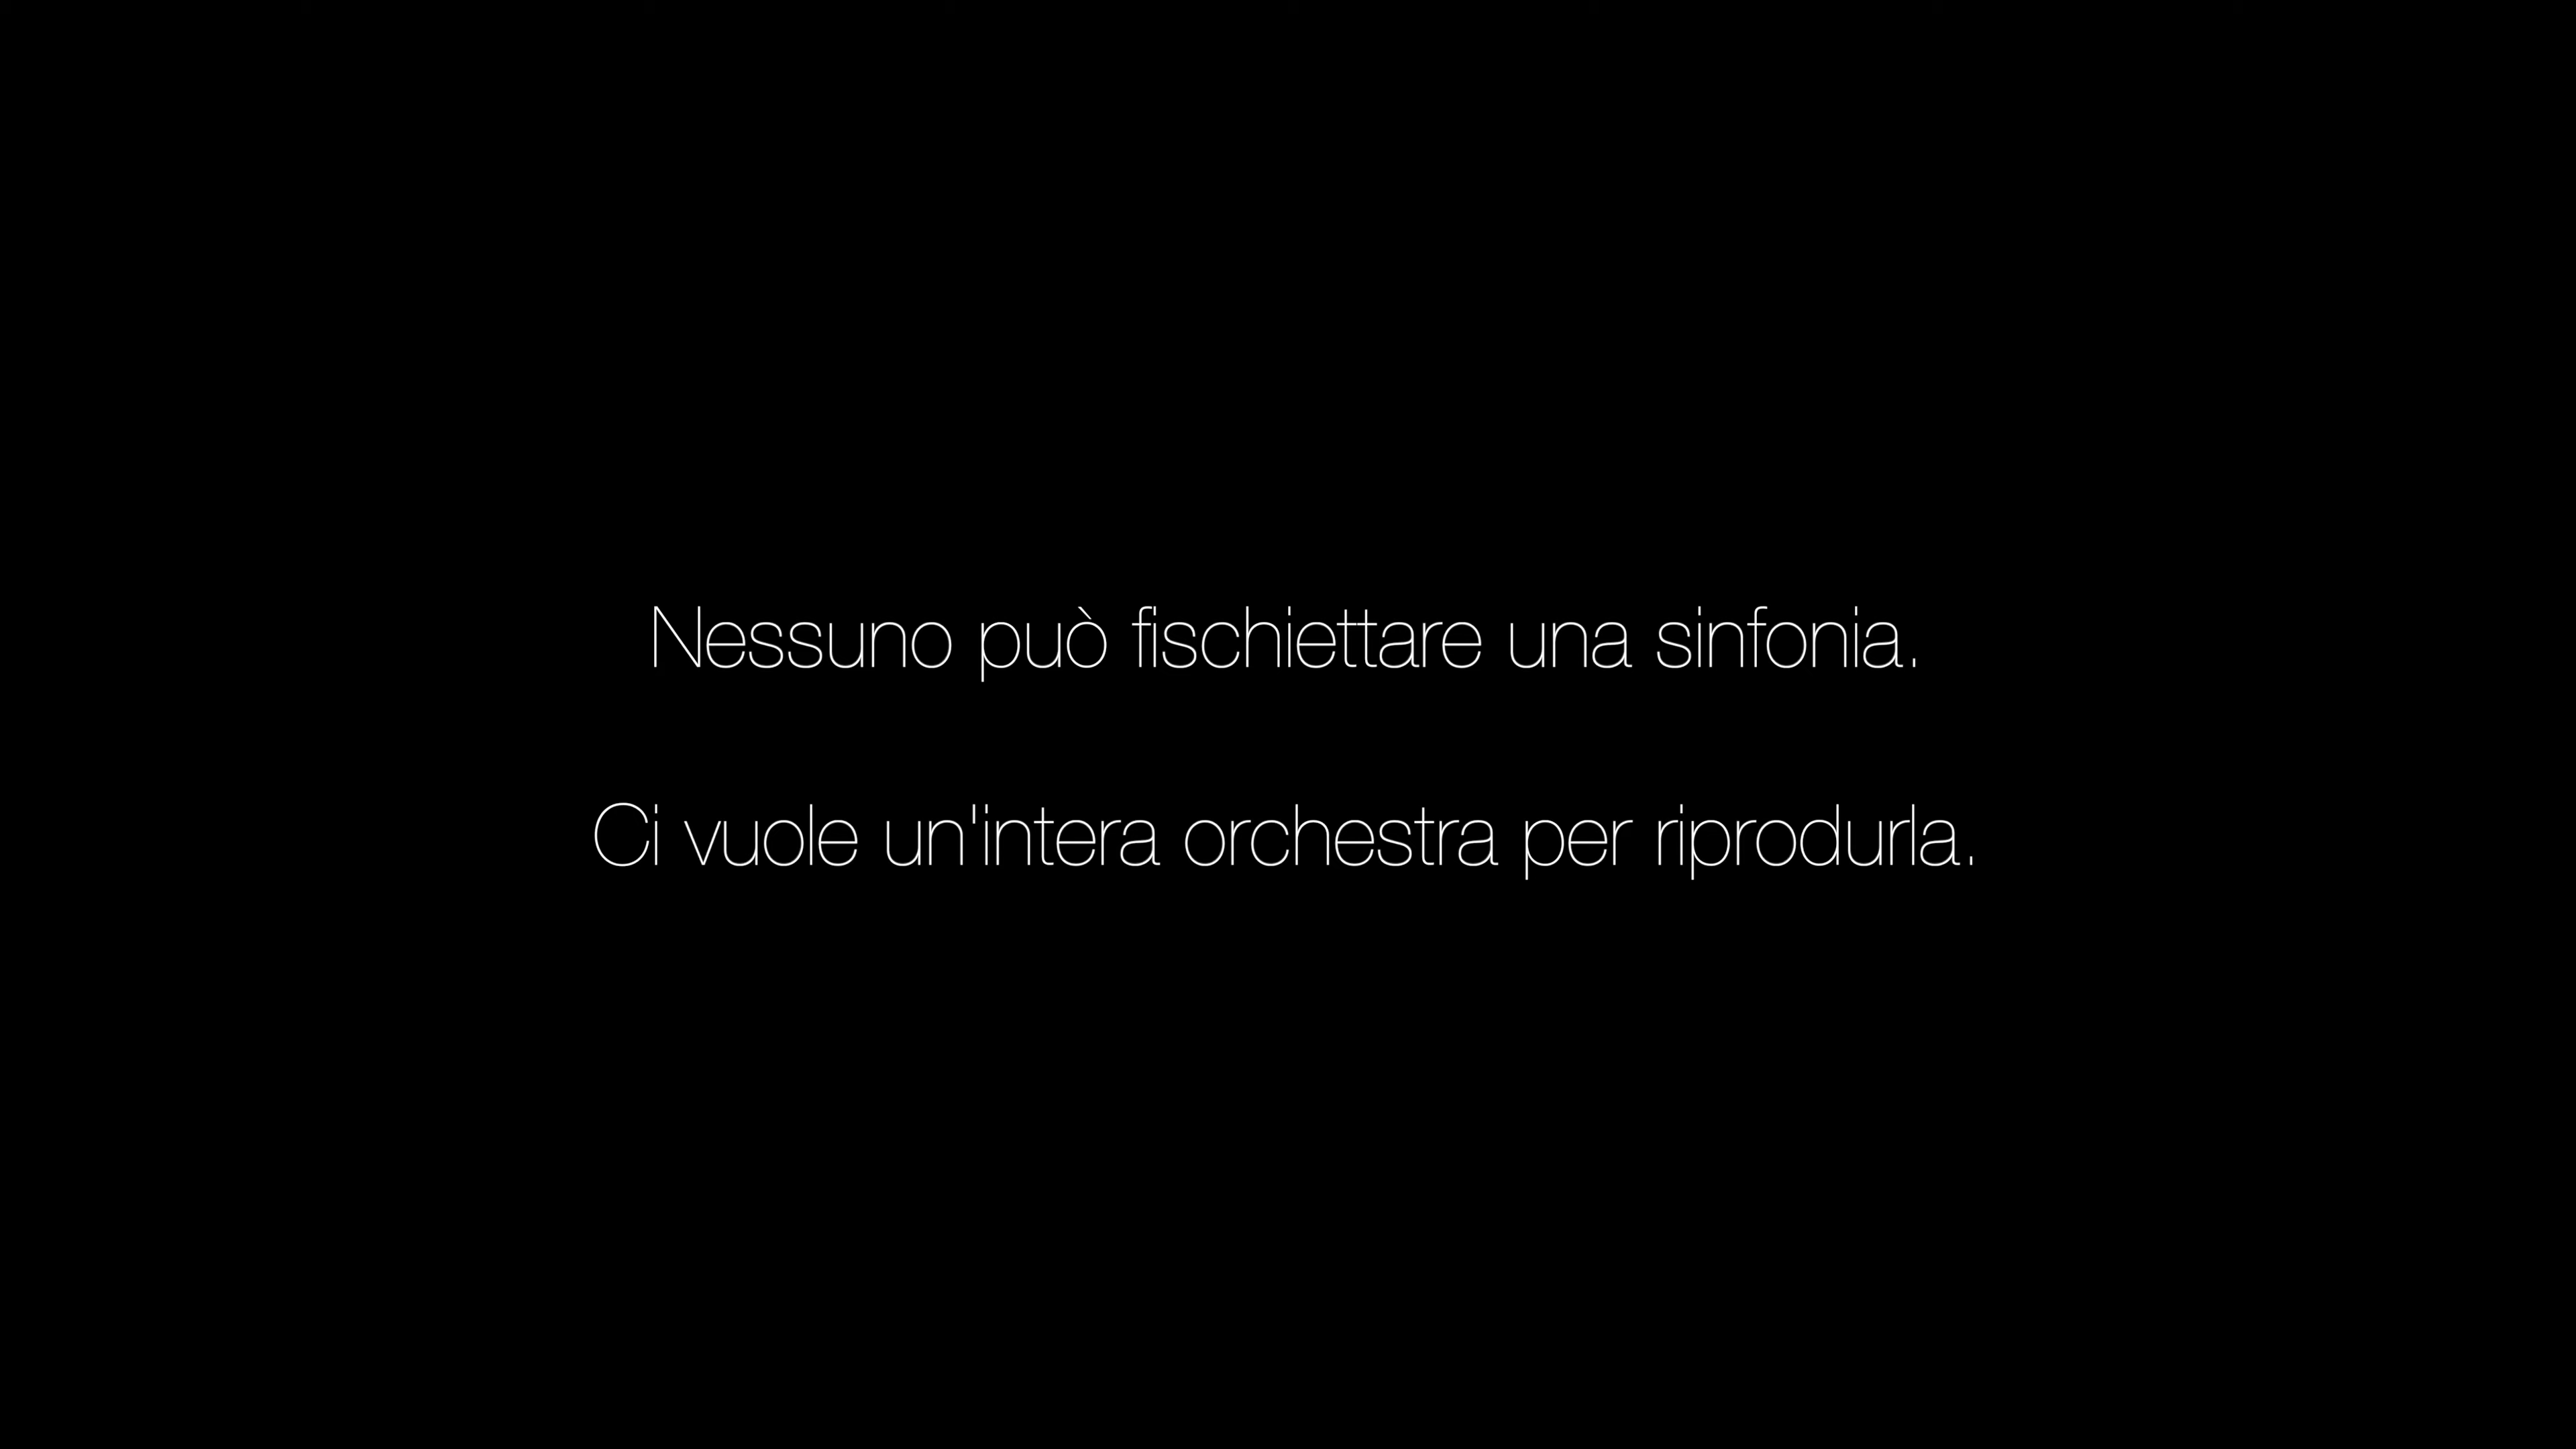 Nessuno può fischiettare una sinfonia.
Ci vuole un'intera orchestra per riprodurla.